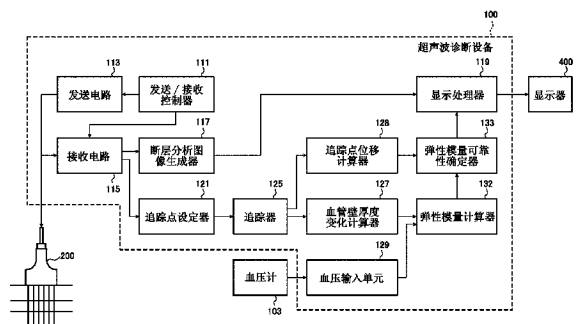 100
超声波诊断设备
113
111
119
400
发送电路
发送/接收
控制器
显示处理器
显示器
117
128
133
接收电路
断层分析图
像生成器
追踪点位移
计算器
弹性模量可靠
性确定器
115
121
125
127
132
追踪点设定器
追踪器
血管壁厚度
变化计算器
弹性模量计算器
200
129
血压计
血压输入单元
103